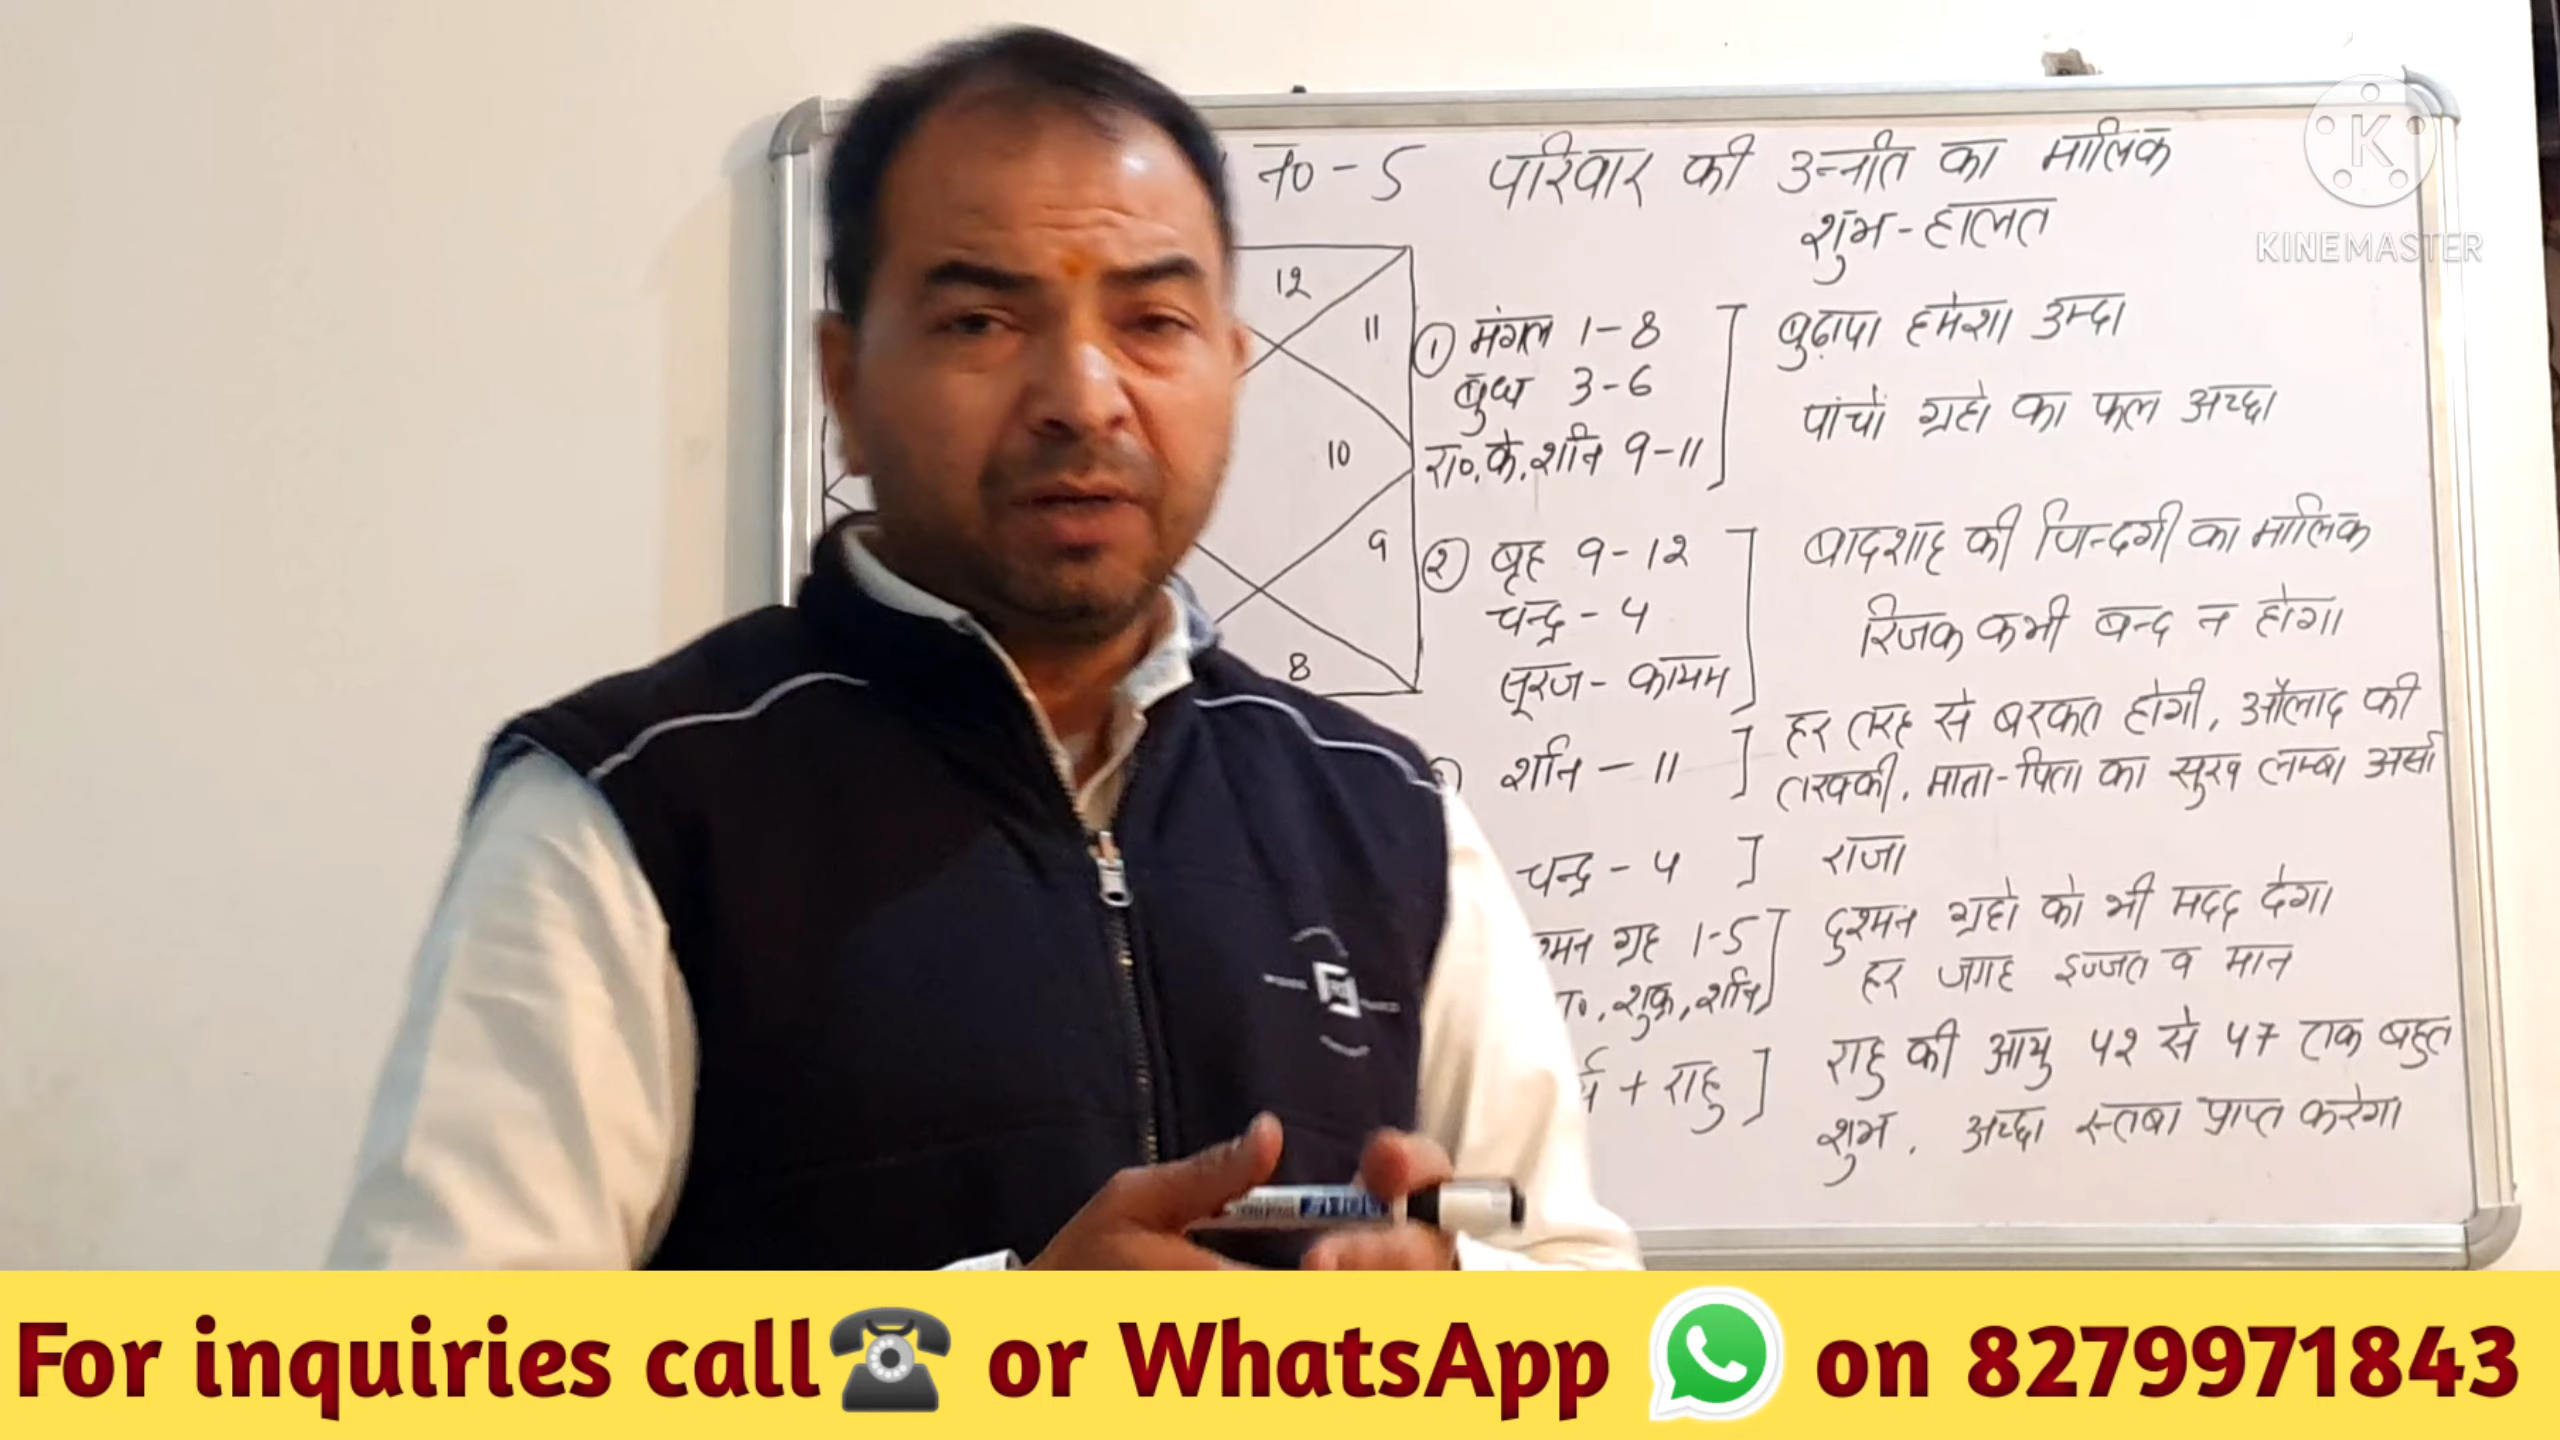 नं० - 5 परिवार की उन्नति का मालिक
शुभ - हालत
KINEMASTER
12
11
10
9
8
① मंगल 1-8
बुध 3-6
रा०. के. शनि 9-11
बुढ़ापा हमेशा उम्दा
पांचों ग्रहो का फल अच्छा
② बृह 9-12
चन्द्र - 4
सूरज - कायम
बादशाह की जिन्दगी का मालिक
रिजक कभी बन्द न होगा
शनि - 11
हर तरह से बरकत होगी, औलाद की
तरक्की, माता-पिता का सुख लम्बा अर्सा
चन्द्र - 4
राजा
ग्रह 1-5
शुक्र, शनि
दुश्मन ग्रहो को भी मदद देगा
हर जगह इज्जत व मान
+ राहु
राहु की आयु 42 से 47 तक बहुत
शुभ, अच्छा रुतबा प्राप्त करेगा
For inquiries call or WhatsApp on 8279971843